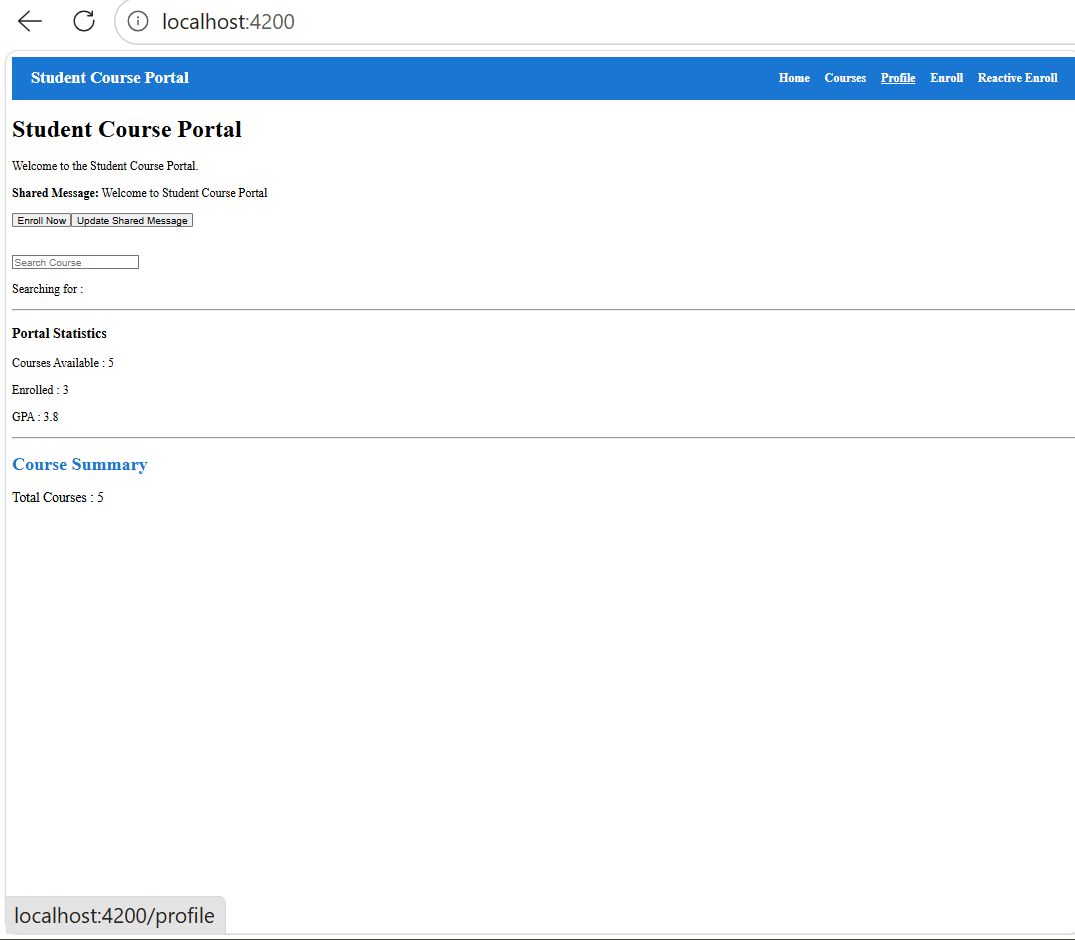 localhost:4200
Student Course Portal Home Courses Profile Enroll Reactive Enroll
Student Course Portal
Welcome to the Student Course Portal.
Shared Message: Welcome to Student Course Portal
Enroll Now Update Shared Message
Search Course
Searching for :
Portal Statistics
Courses Available : 5
Enrolled : 3
GPA : 3.8
Course Summary
Total Courses : 5
localhost:4200/profile